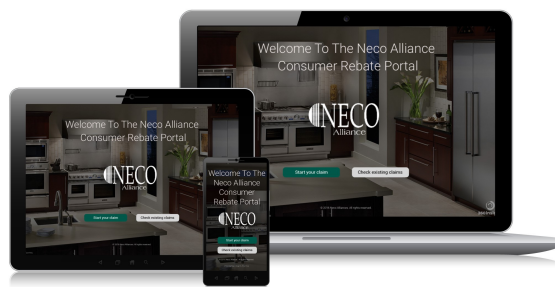 Welcome To The Neco Alliance
Consumer Rebate Portal
NECO
Alliance
Start your claim
Check existing claims
Welcome To The Neco Alliance
Consumer Rebate Portal
NECO
Alliance
Start your claim
Check existing claims
Welcome To The
Neco Alliance
Consumer
Rebate Portal
NECO
Alliance
Start your claim
Check existing claims